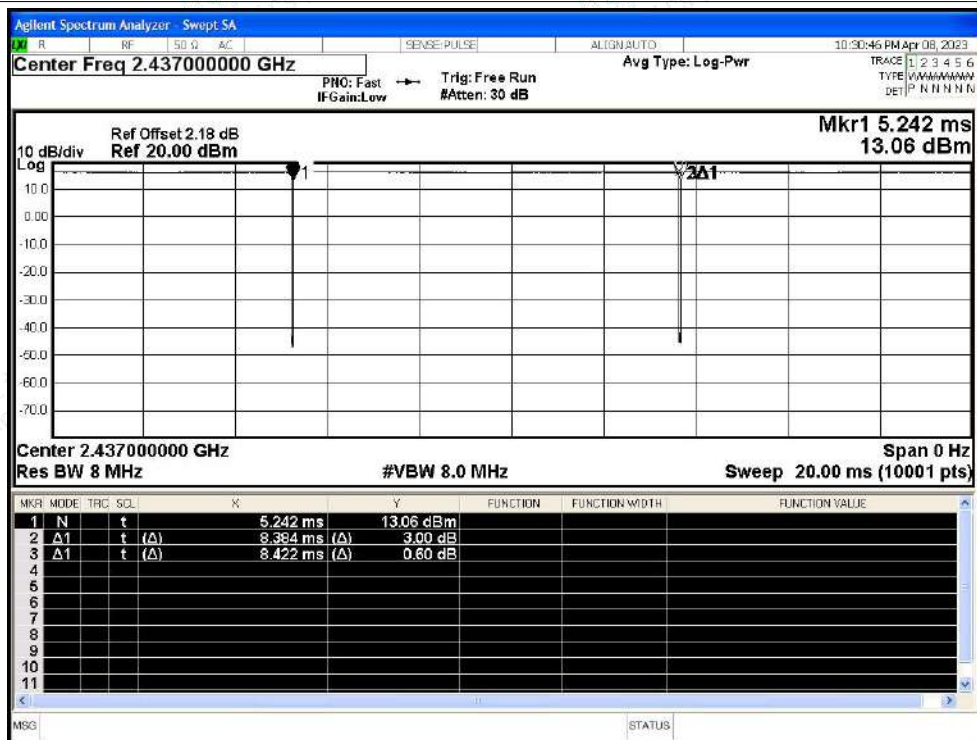 Agilent Spectrum Analyzer - Swept SA
LXI R RF 50 Ω AC SENSE:PULSE ALIGNAUTO 10:30:46 PM Apr 08, 2023
Center Freq 2.437000000 GHz Avg Type: Log-Pwr TRACE 1 2 3 4 5 6
PNO: Fast Trig: Free Run TYPE
IFGain:Low #Atten: 30 dB DET P N N N N N
Mkr1 5.242 ms
Ref Offset 2.18 dB
10 dB/div Ref 20.00 dBm 13.06 dBm
Log
1 2Δ1
10.0
0.00
-10.0
-20.0
-30.0
-40.0
-50.0
-60.0
-70.0
Center 2.437000000 GHz Span 0 Hz
Res BW 8 MHz #VBW 8.0 MHz Sweep 20.00 ms (10001 pts)
MKR MODE TRC SCL X Y FUNCTION FUNCTION WIDTH FUNCTION VALUE
1 N t 5.242 ms 13.06 dBm
2 Δ1 t (Δ) 8.384 ms (Δ) 3.00 dB
3 Δ1 t (Δ) 8.422 ms (Δ) 0.60 dB
4
5
6
7
8
9
10
11
MSG STATUS